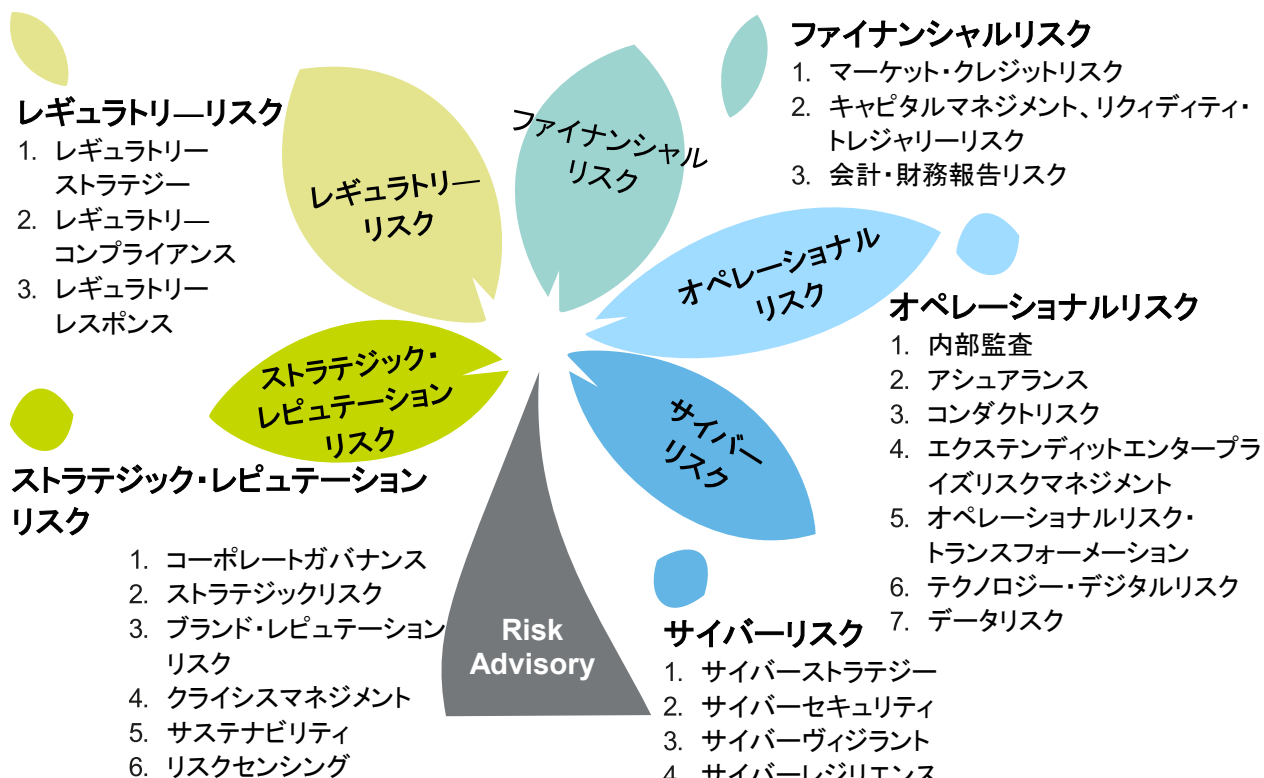 ファイナンシャルリスク
1. マーケット・クレジットリスク
2. キャピタルマネジメント、リクィディティ・
トレジャリーリスク
3. 会計・財務報告リスク
レギュラトリ―リスク
1. レギュラトリー
ストラテジー
2. レギュラトリ―
コンプライアンス
3. レギュラトリー
レスポンス
レギュラトリ―
リスク
ファイナンシャル
リスク
オペレーショナル
リスク
サイバー
リスク
ストラテジック・
レピュテーション
リスク
オペレーショナルリスク
1. 内部監査
2. アシュアランス
3. コンダクトリスク
4. エクステンディットエンタープラ
イズリスクマネジメント
5. オペレーショナルリスク・
トランスフォーメーション
6. テクノロジー・デジタルリスク
7. データリスク
ストラテジック・レピュテーション
リスク
1. コーポレートガバナンス
2. ストラテジックリスク
3. ブランド・レピュテーション
リスク
4. クライシスマネジメント
5. サステナビリティ
6. リスクセンシング
Risk
Advisory
サイバーリスク
1. サイバーストラテジー
2. サイバーセキュリティ
3. サイバーヴィジラント
4. サイバーレジリエンス